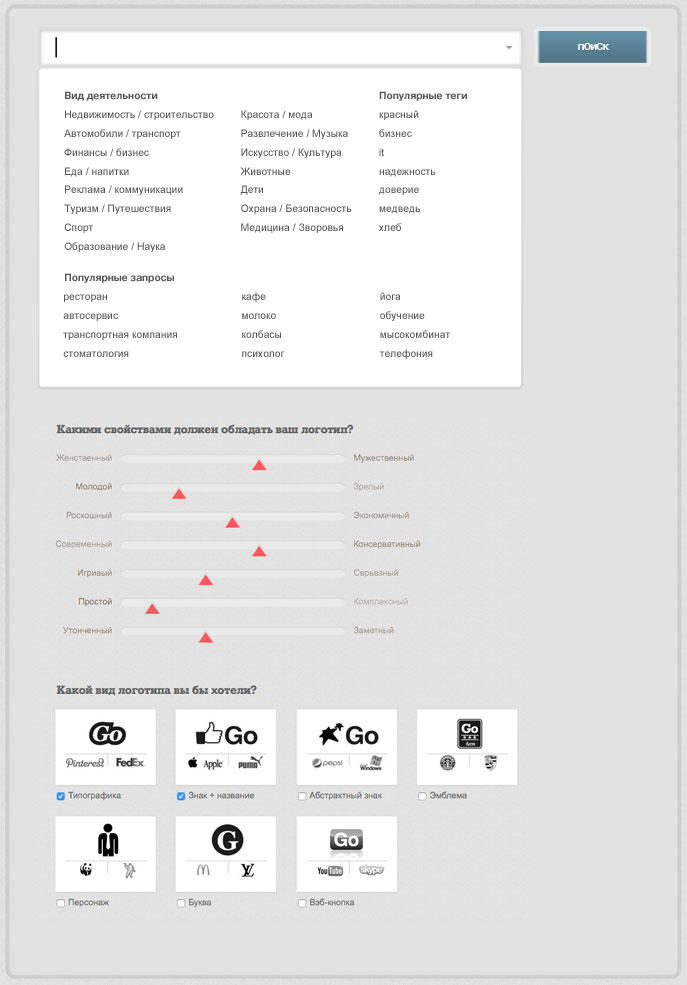 ПОИСК
Вид деятельности
Недвижимость / строительство
Автомобили / транспорт
Финансы / бизнес
Еда / напитки
Реклама / коммуникации
Туризм / Путешествия
Спорт
Образование / Наука
Красота / мода
Развлечение / Музыка
Искусство / Культура
Животные
Дети
Охрана / Безопасность
Медицина / Зворовья
Популярные теги
красный
бизнес
it
надежность
доверие
медведь
хлеб
Популярные запросы
ресторан
автосервис
транспортная компания
стоматология
кафе
молоко
колбасы
психолог
йога
обучение
мысокомбинат
телефония
Какими свойствами должен обладать ваш логотип?
Женственный Мужественный
Молодой Зрелый
Роскошный Экономичный
Современный Консервативный
Игривый Серьезный
Простой Комплексный
Утонченный Заметный
Какой вид логотипа вы бы хотели?
Go
Pinterest FedEx
Типографика
Go
Apple PUMA
Знак + название
Go
pepsi Windows
Абстрактный знак
Go
&co
Эмблема
Персонаж
G
M LV
Буква
Go
YouTube skype
Вэб-кнопка